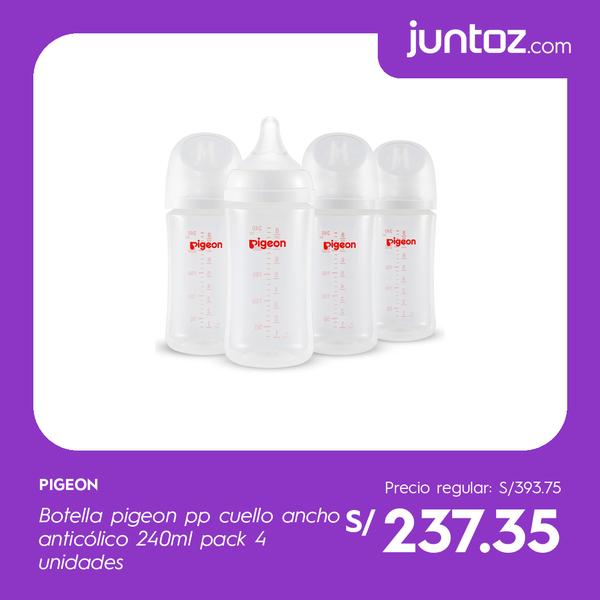 juntoz.com
Pigeon
Pigeon
Pigeon
Pigeon
PIGEON
Precio regular: S/393.75
Botella pigeon pp cuello ancho
anticólico 240ml pack 4
unidades
S/ 237.35